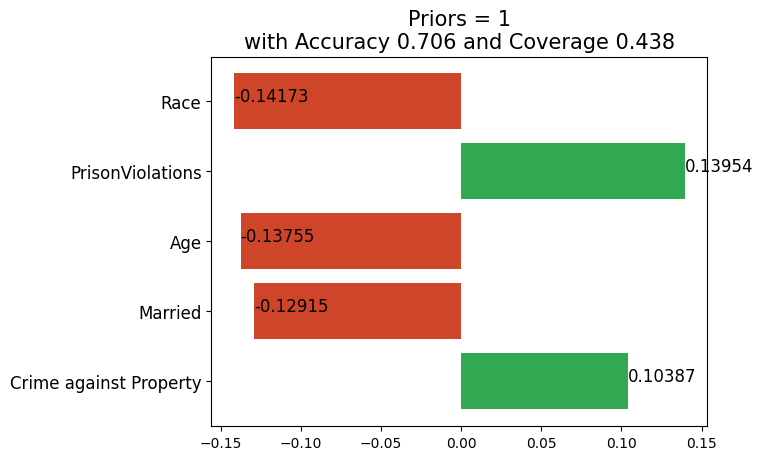 Priors = 1
with Accuracy 0.706 and Coverage 0.438
Race
-0.14173
PrisonViolations
0.13954
Age
-0.13755
Married
-0.12915
Crime against Property
0.10387
−0.15 −0.10 −0.05 0.00 0.05 0.10 0.15